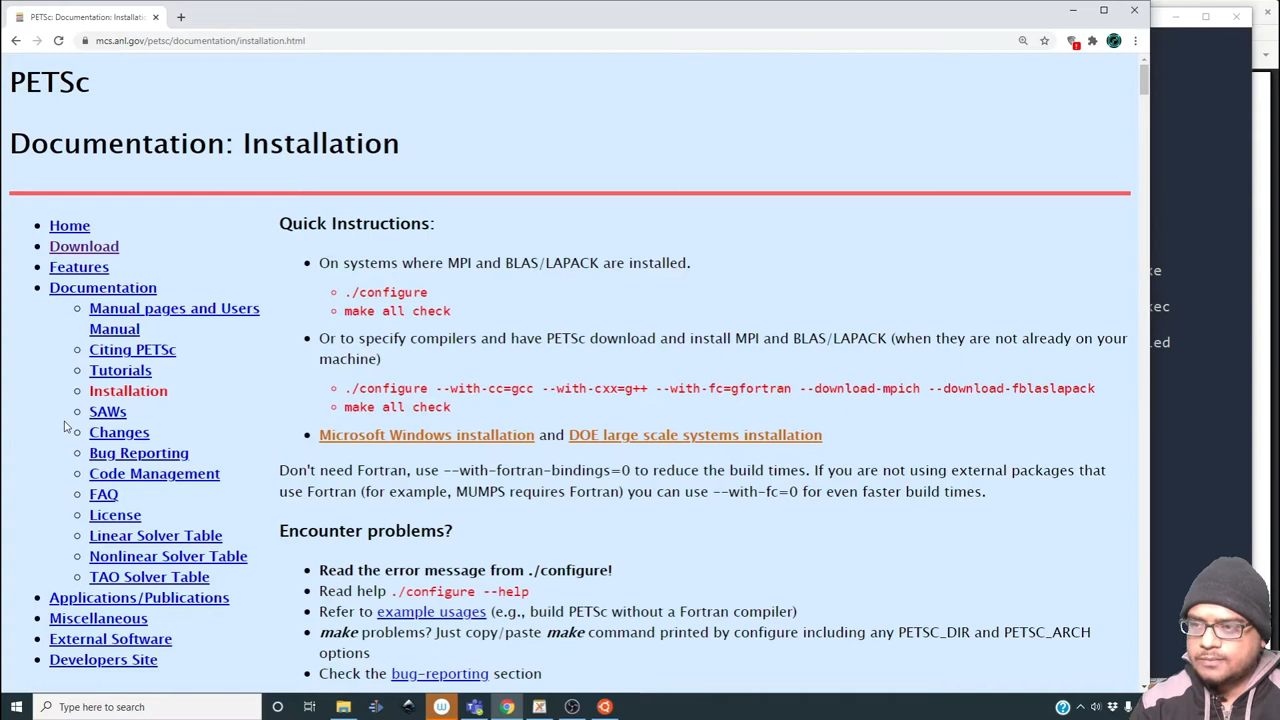 PETSc: Documentation: Installatio
mcs.anl.gov/petsc/documentation/installation.html
PETSc
Documentation: Installation
Home
Download
Features
Documentation
Manual pages and Users
Manual
Citing PETSc
Tutorials
Installation
SAWs
Changes
Bug Reporting
Code Management
FAQ
License
Linear Solver Table
Nonlinear Solver Table
TAO Solver Table
Applications/Publications
Miscellaneous
External Software
Developers Site
Quick Instructions:
On systems where MPI and BLAS/LAPACK are installed.
./configure
make all check
Or to specify compilers and have PETSc download and install MPI and BLAS/LAPACK (when they are not already on your
machine)
./configure --with-cc=gcc --with-cxx=g++ --with-fc=gfortran --download-mpich --download-fblaslapack
make all check
Microsoft Windows installation and DOE large scale systems installation
Don't need Fortran, use --with-fortran-bindings=0 to reduce the build times. If you are not using external packages that
use Fortran (for example, MUMPS requires Fortran) you can use --with-fc=0 for even faster build times.
Encounter problems?
Read the error message from ./configure!
Read help ./configure --help
Refer to example usages (e.g., build PETSc without a Fortran compiler)
make problems? Just copy/paste make command printed by configure including any PETSC_DIR and PETSC_ARCH
options
Check the bug-reporting section
ke
kec
led
Type here to search